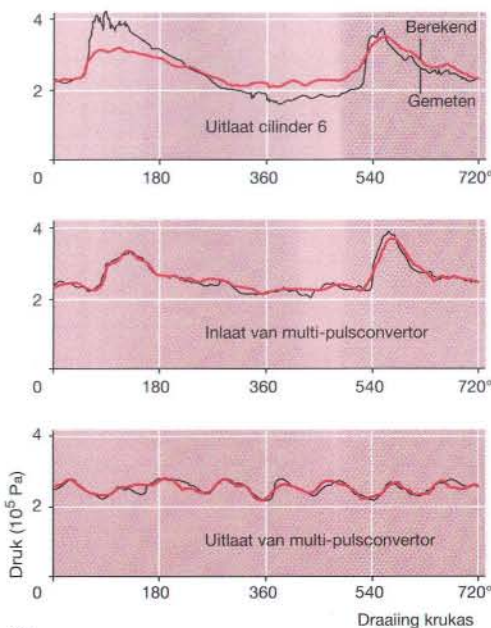 4
Berekend
2
Gemeten
Uitlaat cilinder 6
0 180 360 540 720°
4
2
Inlaat van multi-pulsconvertor
0 180 360 540 720°
4
Druk (10⁵ Pa)
2
Uitlaat van multi-pulsconvertor
0 180 360 540 720°
Draaiing krukas